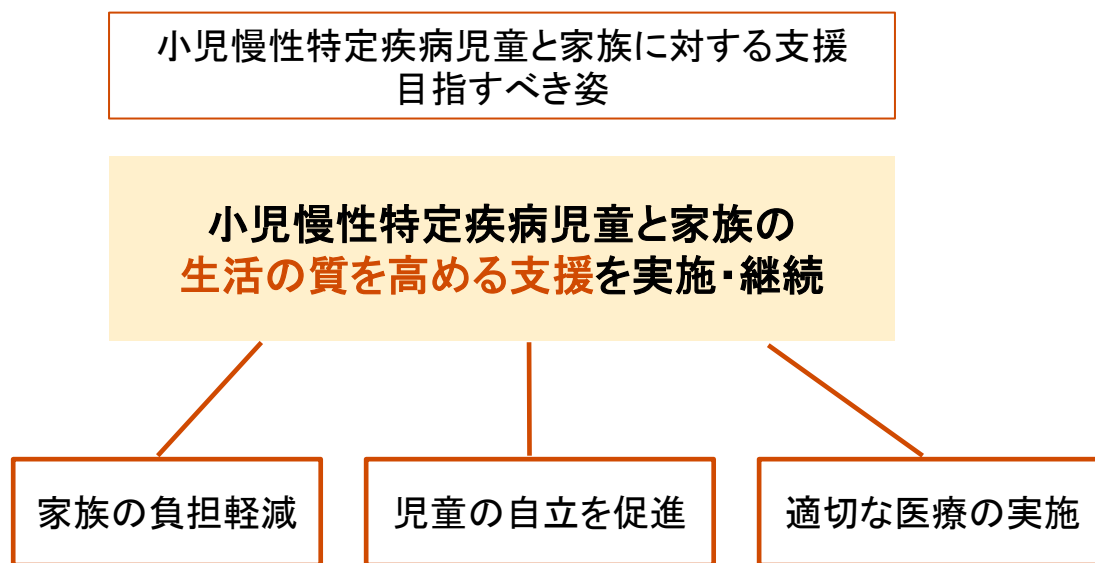 小児慢性特定疾病児童と家族に対する支援
目指すべき姿
小児慢性特定疾病児童と家族の
生活の質を高める支援を実施・継続
家族の負担軽減
児童の自立を促進
適切な医療の実施